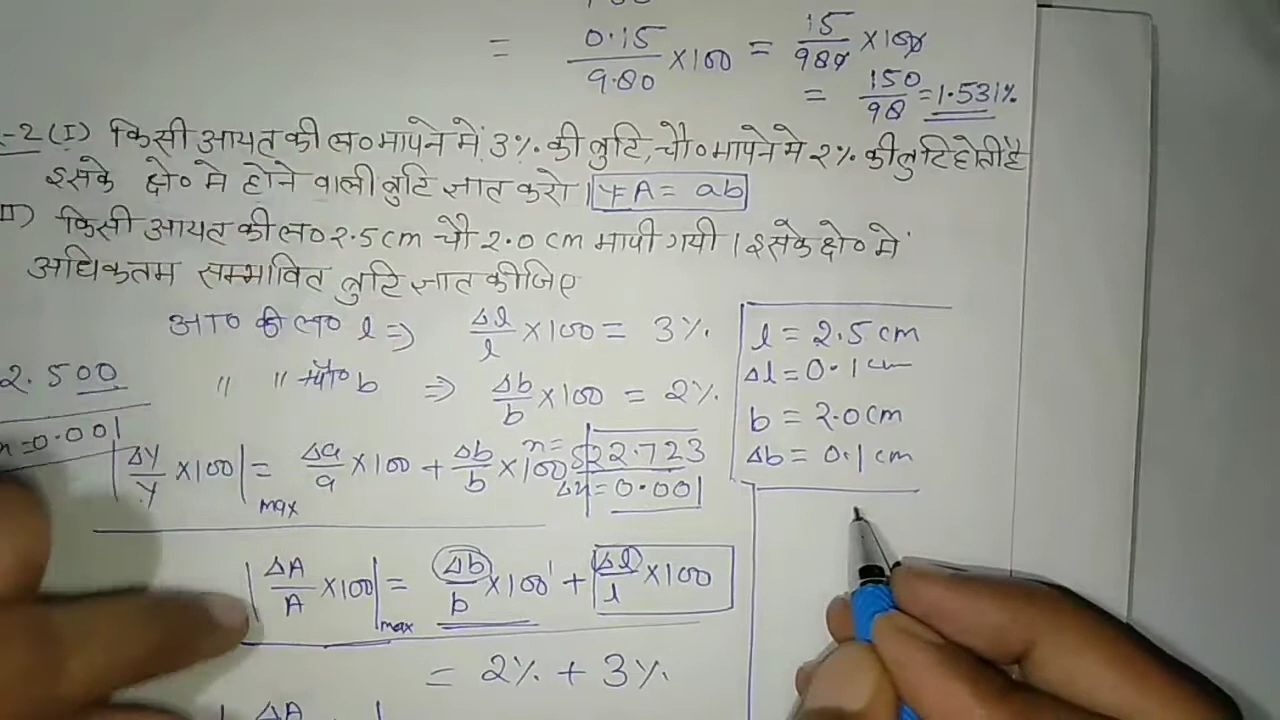 = 0.15/9.80 ×100 = 15/980 ×100
= 150/98 = 1.531%
-2 (I) किसी आयत की ल० मापने में 3% की त्रुटि, चौ० मापने मे 2% की त्रुटि होती है
इसके क्षे० मे होने वाली त्रुटि ज्ञात करो । Y A = ab
II) किसी आयत की ल० 2.5 cm चौ 2.0 cm मापी गयी । इसके क्षे० में
अधिकतम सम्भावित त्रुटि ज्ञात कीजिए
आ० की ल० l ⇒ Δl/l ×100 = 3%
l = 2.5 cm
Δl = 0.1 cm
b = 2.0 cm
Δb = 0.1 cm
2.500
n=0.001
" " चौ० b ⇒ Δb/b ×100 = 2%
|ΔY/Y ×100|max = Δa/a ×100 + Δb/b ×100
n= 522.723
Δn = 0.001
|ΔA/A ×100|max = Δb/b ×100 + Δl/l ×100
= 2% + 3%
ΔA